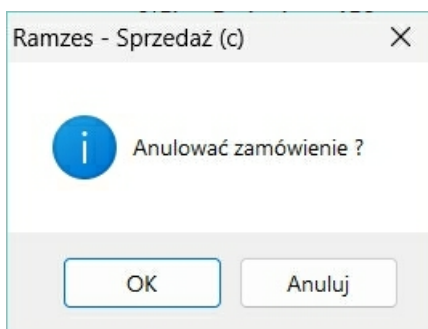 Ramzes - Sprzedaż (c)
Anulować zamówienie ?
OK
Anuluj